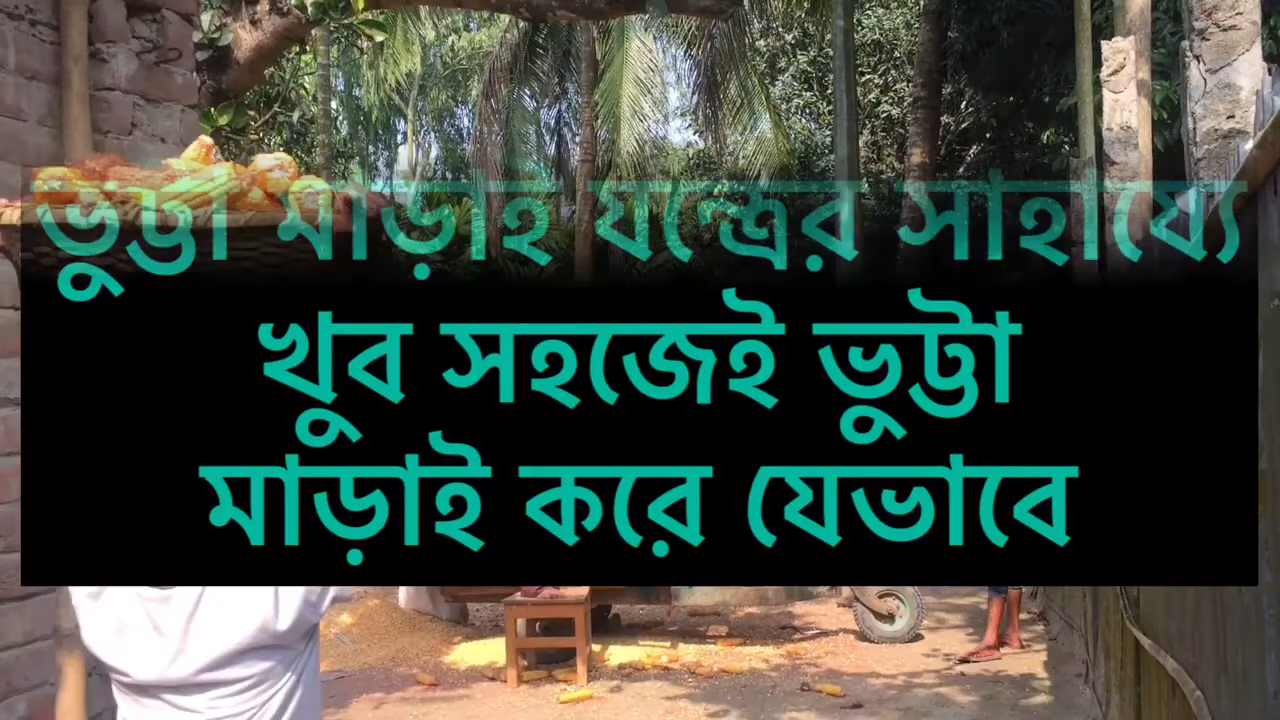 ভুট্টা মাড়াই যন্ত্রের সাহায্যে
খুব সহজেই ভুট্টা
মাড়াই করে যেভাবে